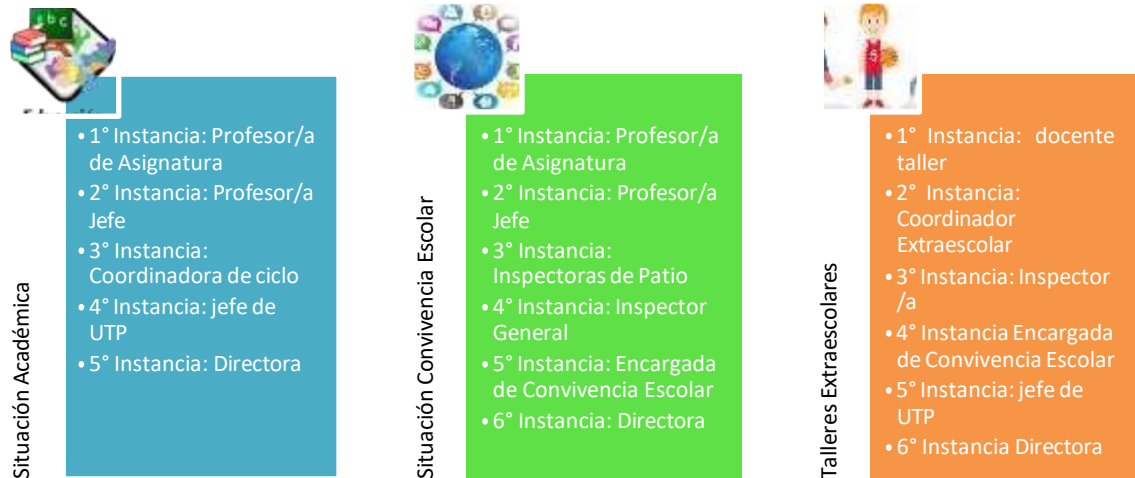 Situación Académica
• 1° Instancia: Profesor/a
de Asignatura
• 2° Instancia: Profesor/a
Jefe
• 3° Instancia:
Coordinadora de ciclo
• 4° Instancia: jefe de
UTP
• 5° Instancia: Directora
Situación Convivencia Escolar
• 1° Instancia: Profesor/a
de Asignatura
• 2° Instancia: Profesor/a
Jefe
• 3° Instancia:
Inspectoras de Patio
• 4° Instancia: Inspector
General
• 5° Instancia: Encargada
de Convivencia Escolar
• 6° Instancia: Directora
Talleres Extraescolares
• 1° Instancia: docente
taller
• 2° Instancia:
Coordinador
Extraescolar
• 3° Instancia: Inspector
/a
• 4° Instancia Encargada
de Convivencia Escolar
• 5° Instancia: jefe de
UTP
• 6° Instancia Directora
abc